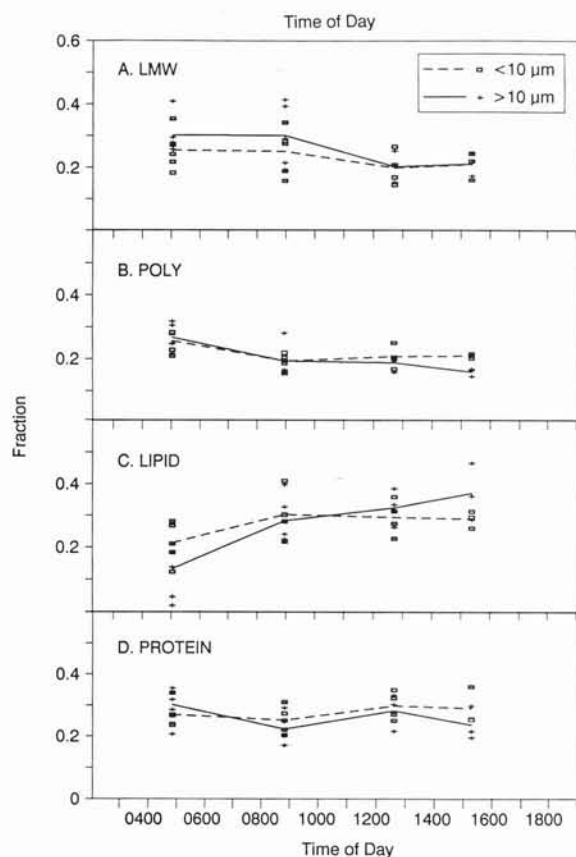 Time of Day
0.6
A. LMW
<10 µm
>10 µm
0.4
0.2
B. POLY
0.4
0.2
Fraction
C. LIPID
0.4
0.2
D. PROTEIN
0.4
0.2
0
0400 0600 0800 1000 1200 1400 1600 1800
Time of Day